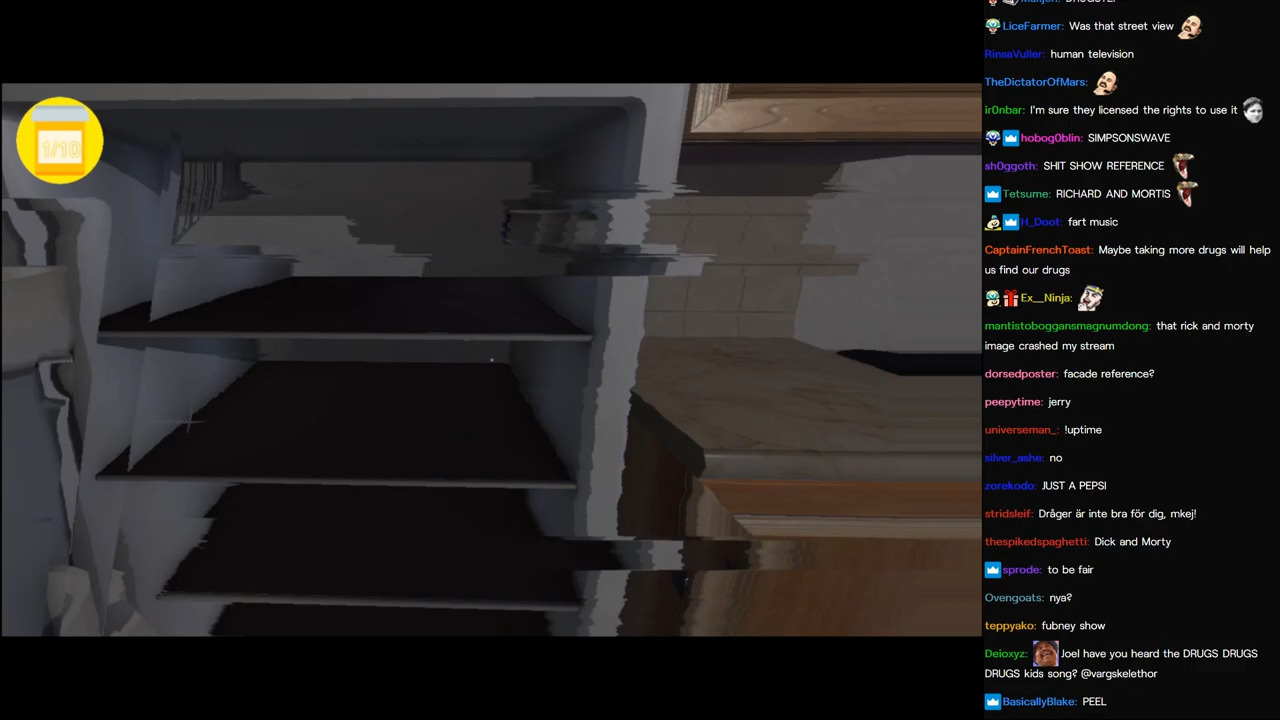 1/10
LiceFarmer: Was that street view
RinsaVuller: human television
TheDictatorOfMars:
ir0nbar: I'm sure they licensed the rights to use it
hobog0blin: SIMPSONSWAVE
sh0ggoth: SHIT SHOW REFERENCE
Tetsume: RICHARD AND MORTIS
H_Doot: fart music
CaptainFrenchToast: Maybe taking more drugs will help
us find our drugs
Ex__Ninja:
mantistoboggansmagnumdong: that rick and morty
image crashed my stream
dorsedposter: facade reference?
peepytime: jerry
universeman_: !uptime
silver_ashe: no
zorekodo: JUST A PEPSI
stridsleif: Dråger är inte bra för dig, mkej!
thespikedspaghetti: Dick and Morty
sprode: to be fair
Ovengoats: nya?
teppyako: fubney show
Deioxyz: Joel have you heard the DRUGS DRUGS
DRUGS kids song? @vargskelethor
BasicallyBlake: PEEL